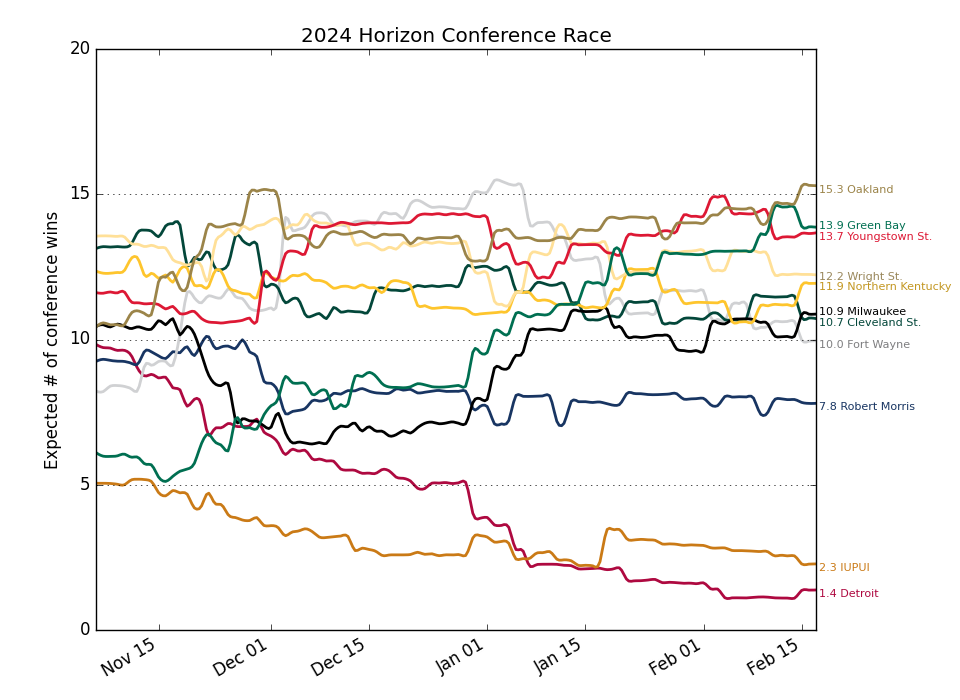 2024 Horizon Conference Race
Expected # of conference wins
20
15
10
5
0
15.3 Oakland
13.9 Green Bay
13.7 Youngstown St.
12.2 Wright St.
11.9 Northern Kentucky
10.9 Milwaukee
10.7 Cleveland St.
10.0 Fort Wayne
7.8 Robert Morris
2.3 IUPUI
1.4 Detroit
Nov 15
Dec 01
Dec 15
Jan 01
Jan 15
Feb 01
Feb 15